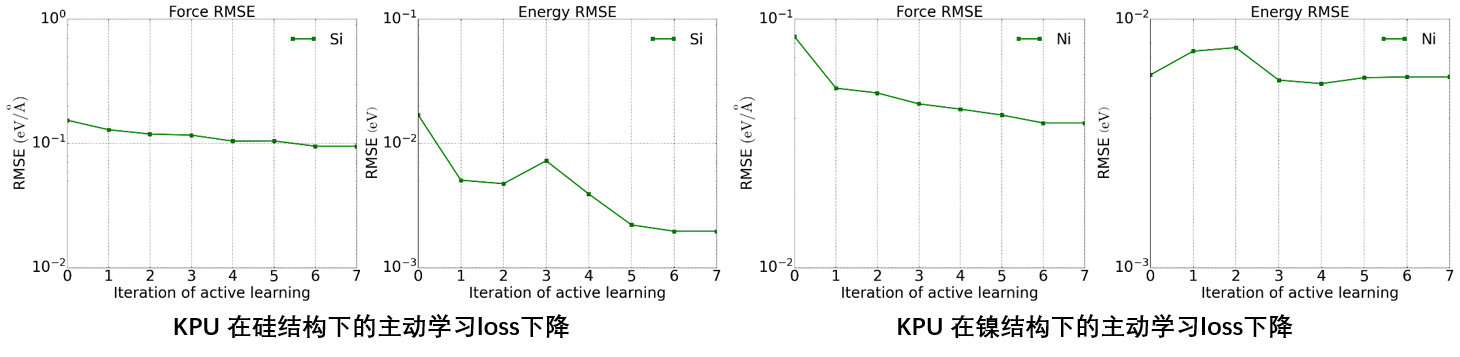 Force RMSE
Si
10⁰
10⁻¹
10⁻²
RMSE (eV/Å)
0 1 2 3 4 5 6 7
Iteration of active learning
Energy RMSE
Si
10⁻¹
10⁻²
10⁻³
RMSE (eV)
0 1 2 3 4 5 6 7
Iteration of active learning
KPU 在硅结构下的主动学习loss下降
Force RMSE
Ni
10⁻¹
10⁻²
RMSE (eV/Å)
0 1 2 3 4 5 6 7
Iteration of active learning
Energy RMSE
Ni
10⁻²
10⁻³
RMSE (eV)
0 1 2 3 4 5 6 7
Iteration of active learning
KPU 在镍结构下的主动学习loss下降